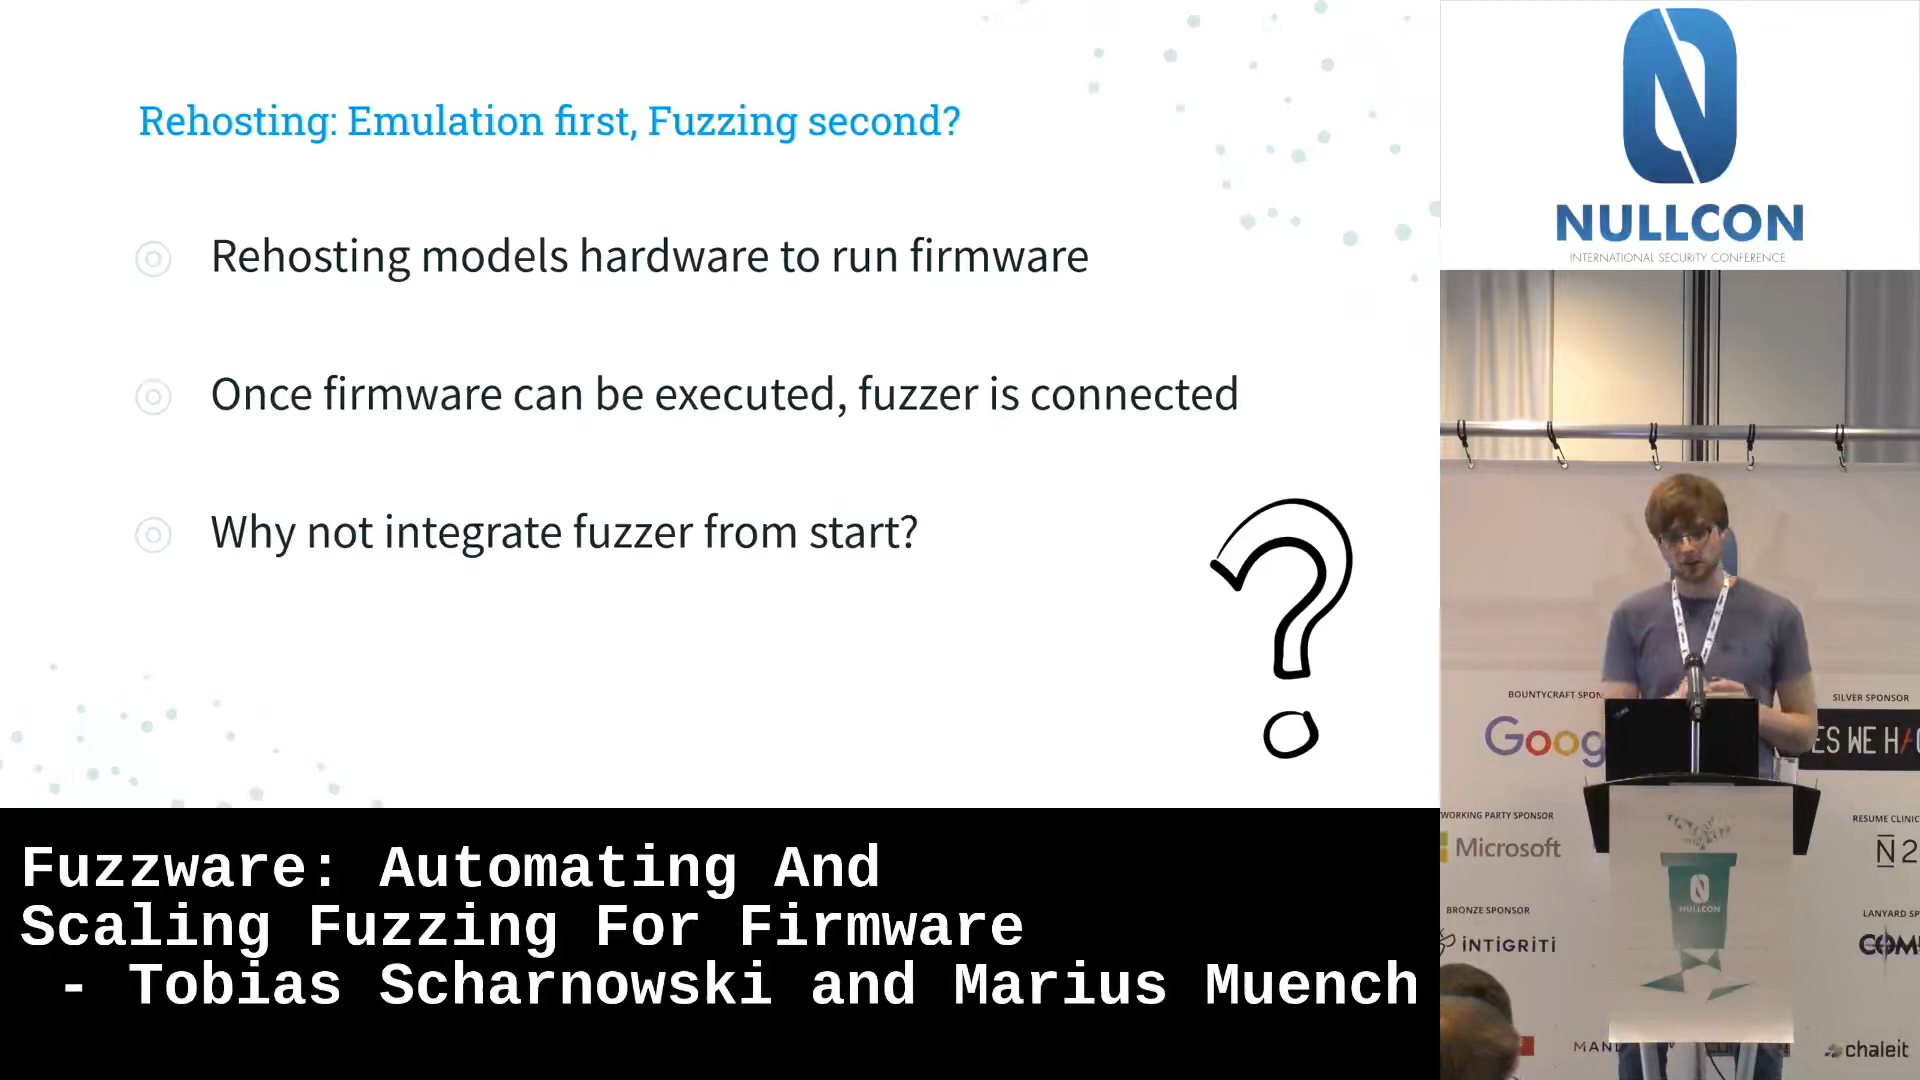 Rehosting: Emulation first, Fuzzing second?
Rehosting models hardware to run firmware
Once firmware can be executed, fuzzer is connected
Why not integrate fuzzer from start?
Fuzzware: Automating And
Scaling Fuzzing For Firmware
- Tobias Scharnowski and Marius Muench
NULLCON
INTERNATIONAL SECURITY CONFERENCE
BOUNTYCRAFT SPON
Goog
SILVER SPONSOR
ES WE HA
WORKING PARTY SPONSOR
Microsoft
RESUME CLINIC
N2
BRONZE SPONSOR
INTIGRITI
LANYARD SP
COM
NULLCON
MAN
chaleit